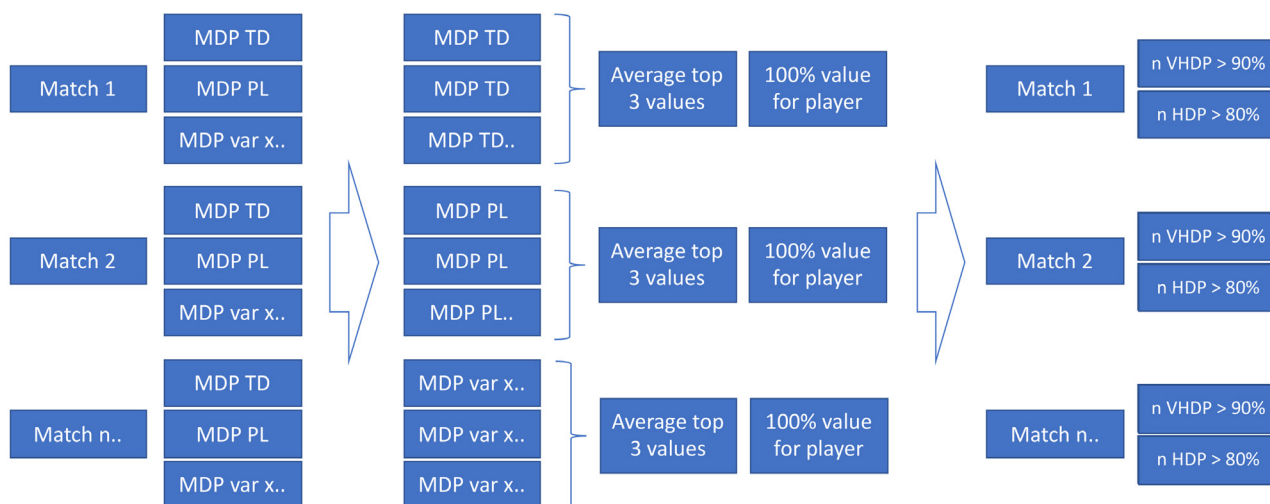 Match 1
MDP TD
MDP PL
MDP var x..
Match 2
MDP TD
MDP PL
MDP var x..
Match n..
MDP TD
MDP PL
MDP var x..
MDP TD
MDP TD
MDP TD..
Average top
3 values
100% value
for player
MDP PL
MDP PL
MDP PL..
Average top
3 values
100% value
for player
MDP var x..
MDP var x..
MDP var x..
Average top
3 values
100% value
for player
Match 1
n VHDP > 90%
n HDP > 80%
Match 2
n VHDP > 90%
n HDP > 80%
Match n..
n VHDP > 90%
n HDP > 80%